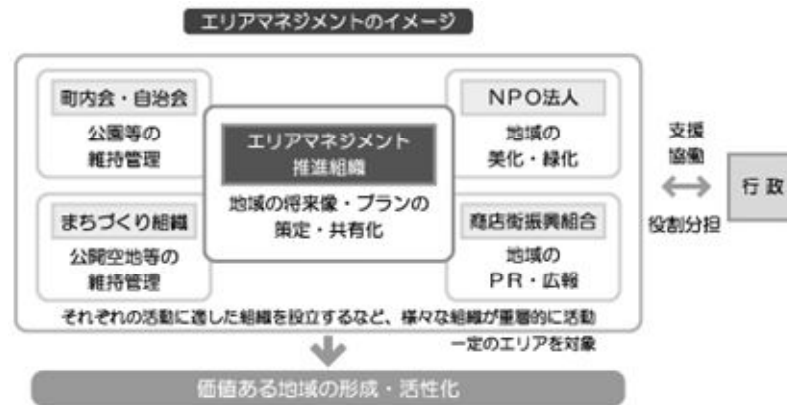 エリアマネジメントのイメージ
町内会・自治会
公園等の
維持管理
NPO法人
地域の
美化・緑化
エリアマネジメント
推進組織
地域の将来像・プランの
策定・共有化
まちづくり組織
公開空地等の
維持管理
商店街振興組合
地域の
PR・広報
それぞれの活動に適した組織を設立するなど、様々な組織が重層的に活動
一定のエリアを対象
支援
協働
役割分担
行政
価値ある地域の形成・活性化